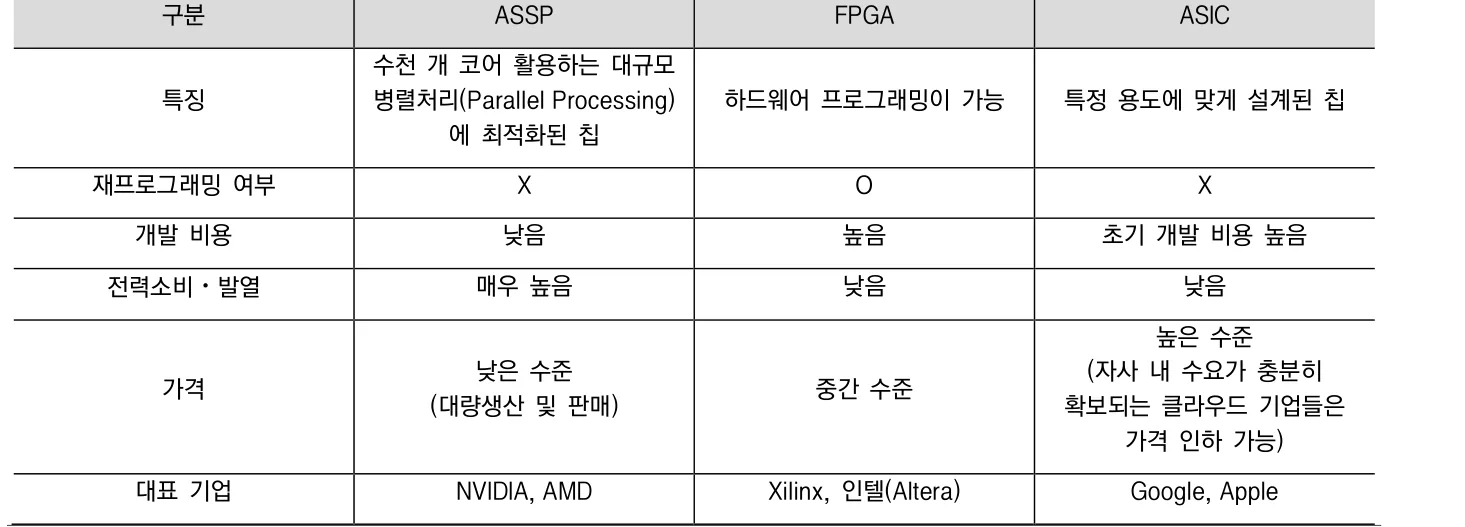 구분 ASSP FPGA ASIC
특징 수천 개 코어 활용하는 대규모 병렬처리(Parallel Processing)에 최적화된 칩 하드웨어 프로그래밍이 가능 특정 용도에 맞게 설계된 칩
재프로그래밍 여부 X O X
개발 비용 낮음 높음 초기 개발 비용 높음
전력소비・발열 매우 높음 낮음 낮음
가격 낮은 수준 (대량생산 및 판매) 중간 수준 높은 수준 (자사 내 수요가 충분히 확보되는 클라우드 기업들은 가격 인하 가능)
대표 기업 NVIDIA, AMD Xilinx, 인텔(Altera) Google, Apple